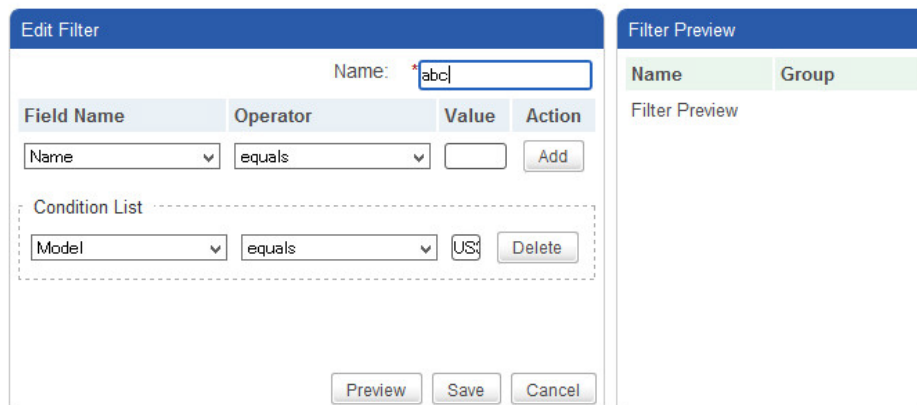 Edit Filter
Name: *abc
Field Name Operator Value Action
Name equals Add
Condition List
Model equals Delete
Preview Save Cancel
Filter Preview
Name Group
Filter Preview